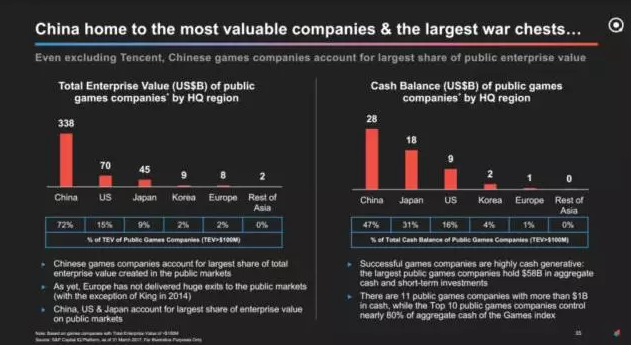 China home to the most valuable companies & the largest war chests...
Even excluding Tencent, Chinese games companies account for largest share of public enterprise value
Total Enterprise Value (US$B) of public
games companies* by HQ region
338
70
45
9
8
2
China
US
Japan
Korea
Europe
Rest of
Asia
72%
15%
9%
2%
2%
0%
% of TEV of Public Games Companies (TEV>$100M)
▸ Chinese games companies account for largest share of total
enterprise value created in the public markets
▸ As yet, Europe has not delivered huge exits to the public markets
(with the exception of King in 2014)
▸ China, US & Japan account for largest share of enterprise value
on public markets
Cash Balance (US$B) of public games
companies* by HQ region
28
18
9
2
1
0
China
Japan
US
Korea
Europe
Rest of
Asia
47%
31%
16%
4%
1%
0%
% of Total Cash Balance of Public Games Companies (TEV>$100M)
▸ Successful games companies are highly cash generative:
the largest public games companies hold $58B in aggregate
cash and short-term investments
▸ There are 11 public games companies with more than $1B
in cash, while the Top 10 public games companies control
nearly 80% of aggregate cash of the Games index
Note: Based on games companies with Total Enterprise Value of >$100M
Source: S&P Capital IQ Platform, as of 31 March 2017. For Illustrative Purposes Only